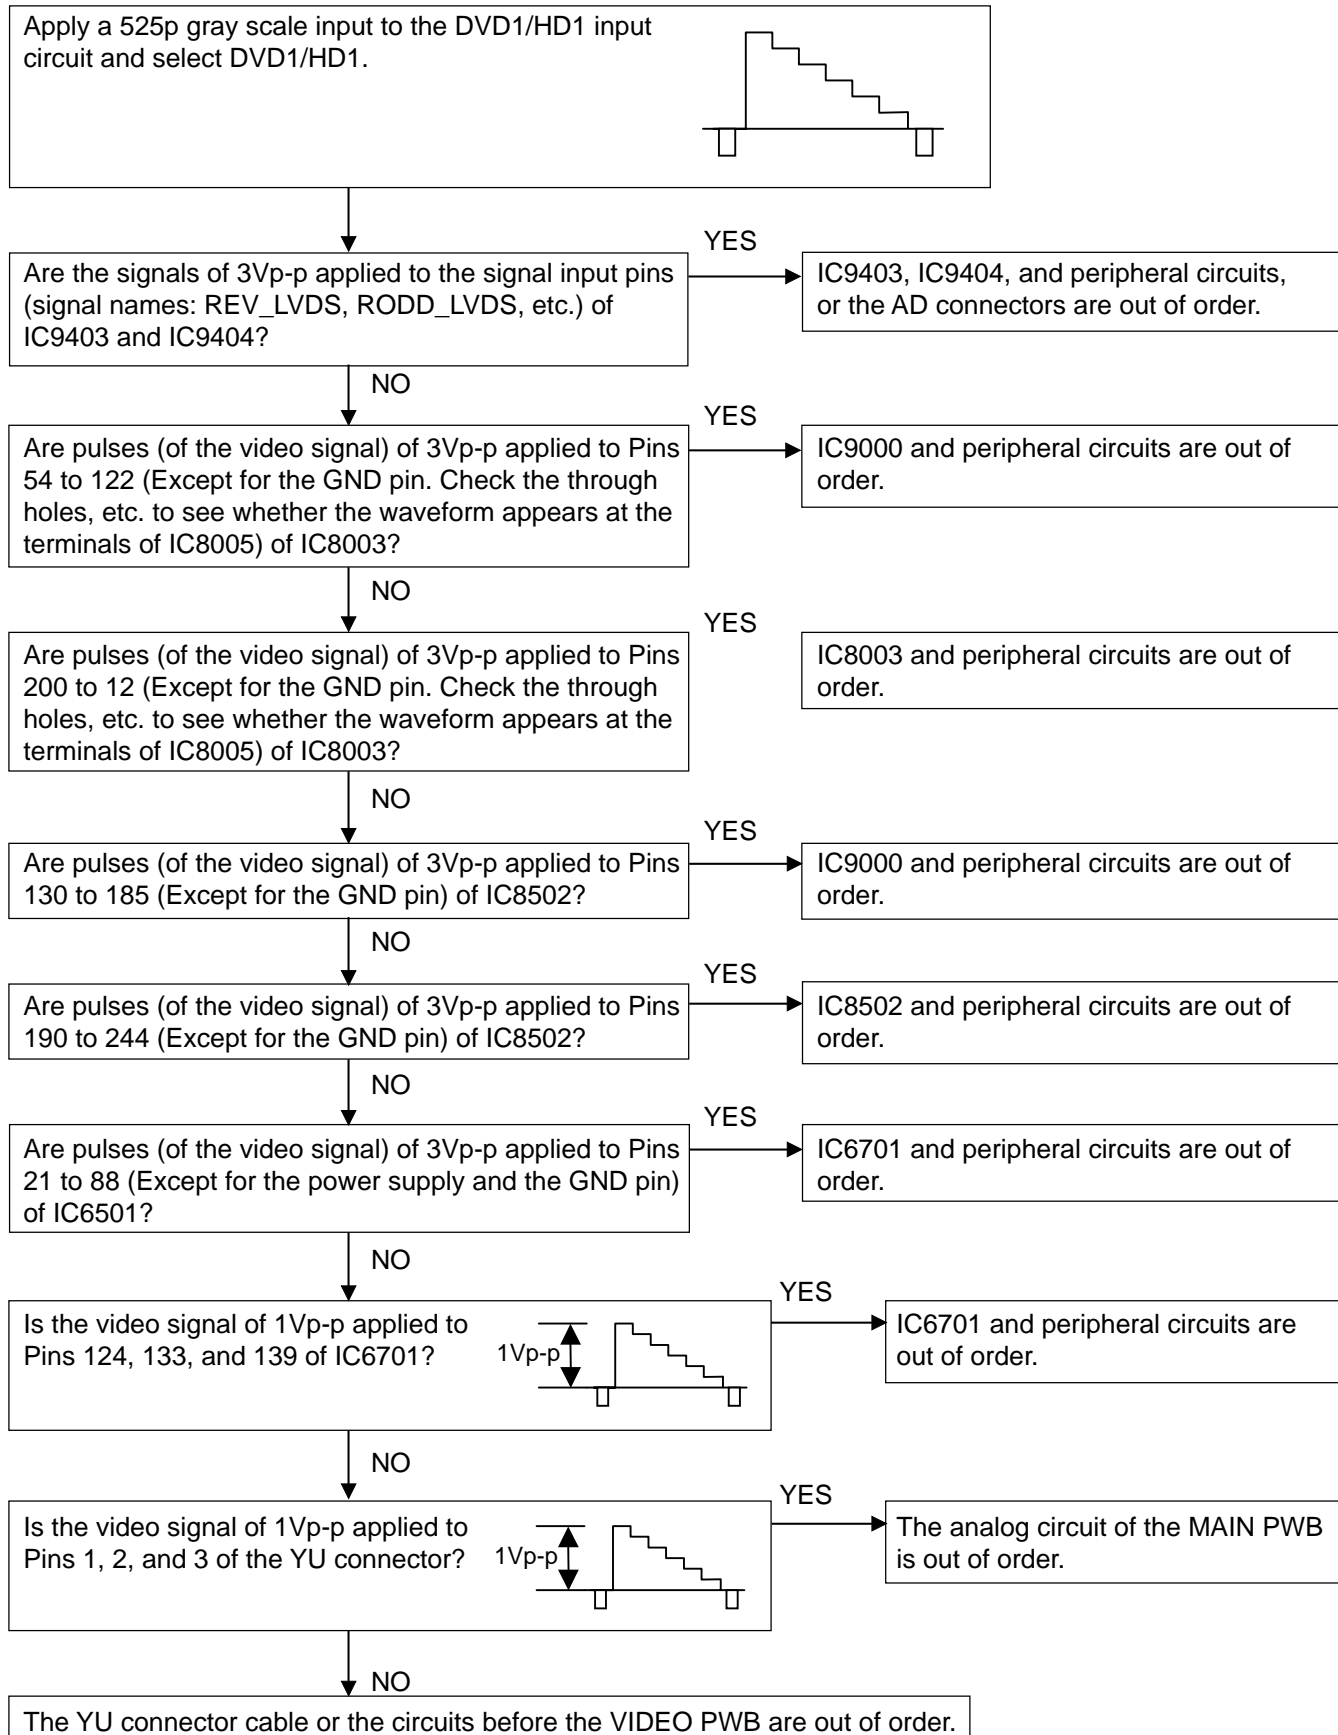 Apply a 525p gray scale input to the DVD1/HD1 input
circuit and select DVD1/HD1.
YES
Are the signals of 3Vp-p applied to the signal input pins
(signal names: REV_LVDS, RODD_LVDS, etc.) of
IC9403 and IC9404?
IC9403, IC9404, and peripheral circuits,
or the AD connectors are out of order.
NO
YES
Are pulses (of the video signal) of 3Vp-p applied to Pins
54 to 122 (Except for the GND pin. Check the through
holes, etc. to see whether the waveform appears at the
terminals of IC8005) of IC8003?
IC9000 and peripheral circuits are out of
order.
NO
YES
Are pulses (of the video signal) of 3Vp-p applied to Pins
200 to 12 (Except for the GND pin. Check the through
holes, etc. to see whether the waveform appears at the
terminals of IC8005) of IC8003?
IC8003 and peripheral circuits are out of
order.
NO
YES
Are pulses (of the video signal) of 3Vp-p applied to Pins
130 to 185 (Except for the GND pin) of IC8502?
IC9000 and peripheral circuits are out of
order.
NO
YES
Are pulses (of the video signal) of 3Vp-p applied to Pins
190 to 244 (Except for the GND pin) of IC8502?
IC8502 and peripheral circuits are out of
order.
NO
YES
Are pulses (of the video signal) of 3Vp-p applied to Pins
21 to 88 (Except for the power supply and the GND pin)
of IC6501?
IC6701 and peripheral circuits are out of
order.
NO
YES
Is the video signal of 1Vp-p applied to
Pins 124, 133, and 139 of IC6701?
1Vp-p
IC6701 and peripheral circuits are
out of order.
NO
YES
Is the video signal of 1Vp-p applied to
Pins 1, 2, and 3 of the YU connector?
1Vp-p
The analog circuit of the MAIN PWB
is out of order.
NO
The YU connector cable or the circuits before the VIDEO PWB are out of order.